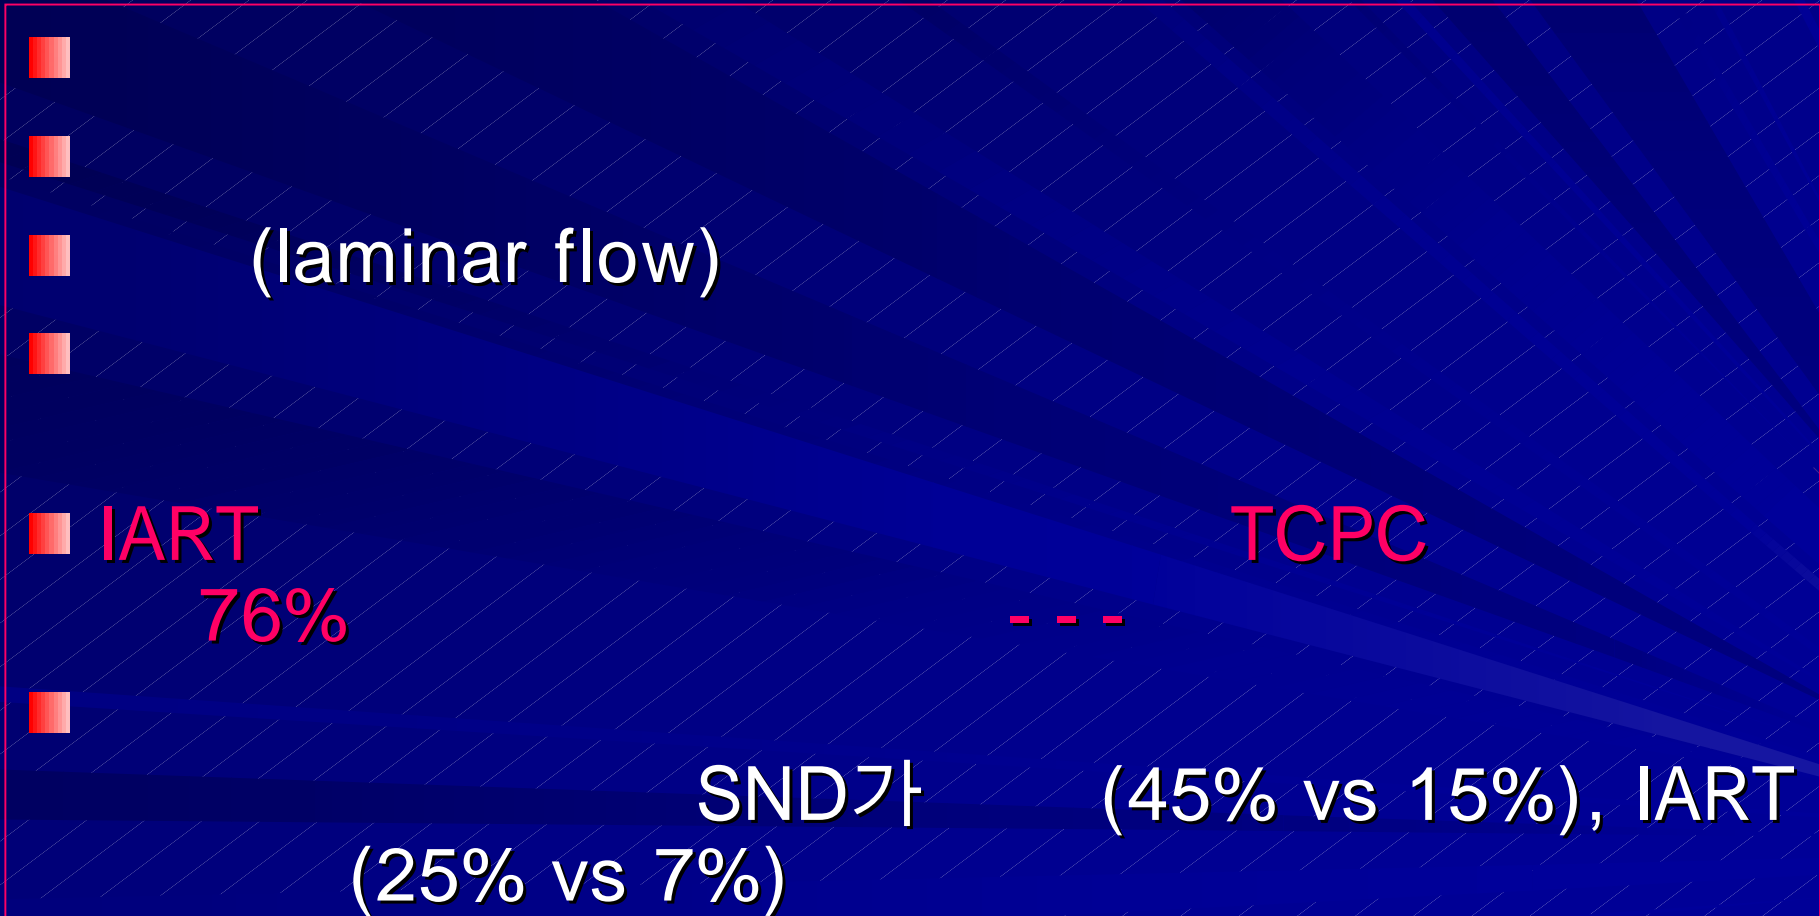 (laminar flow)
IART TCPC
76% - - -
SND가 (45% vs 15%), IART
(25% vs 7%)